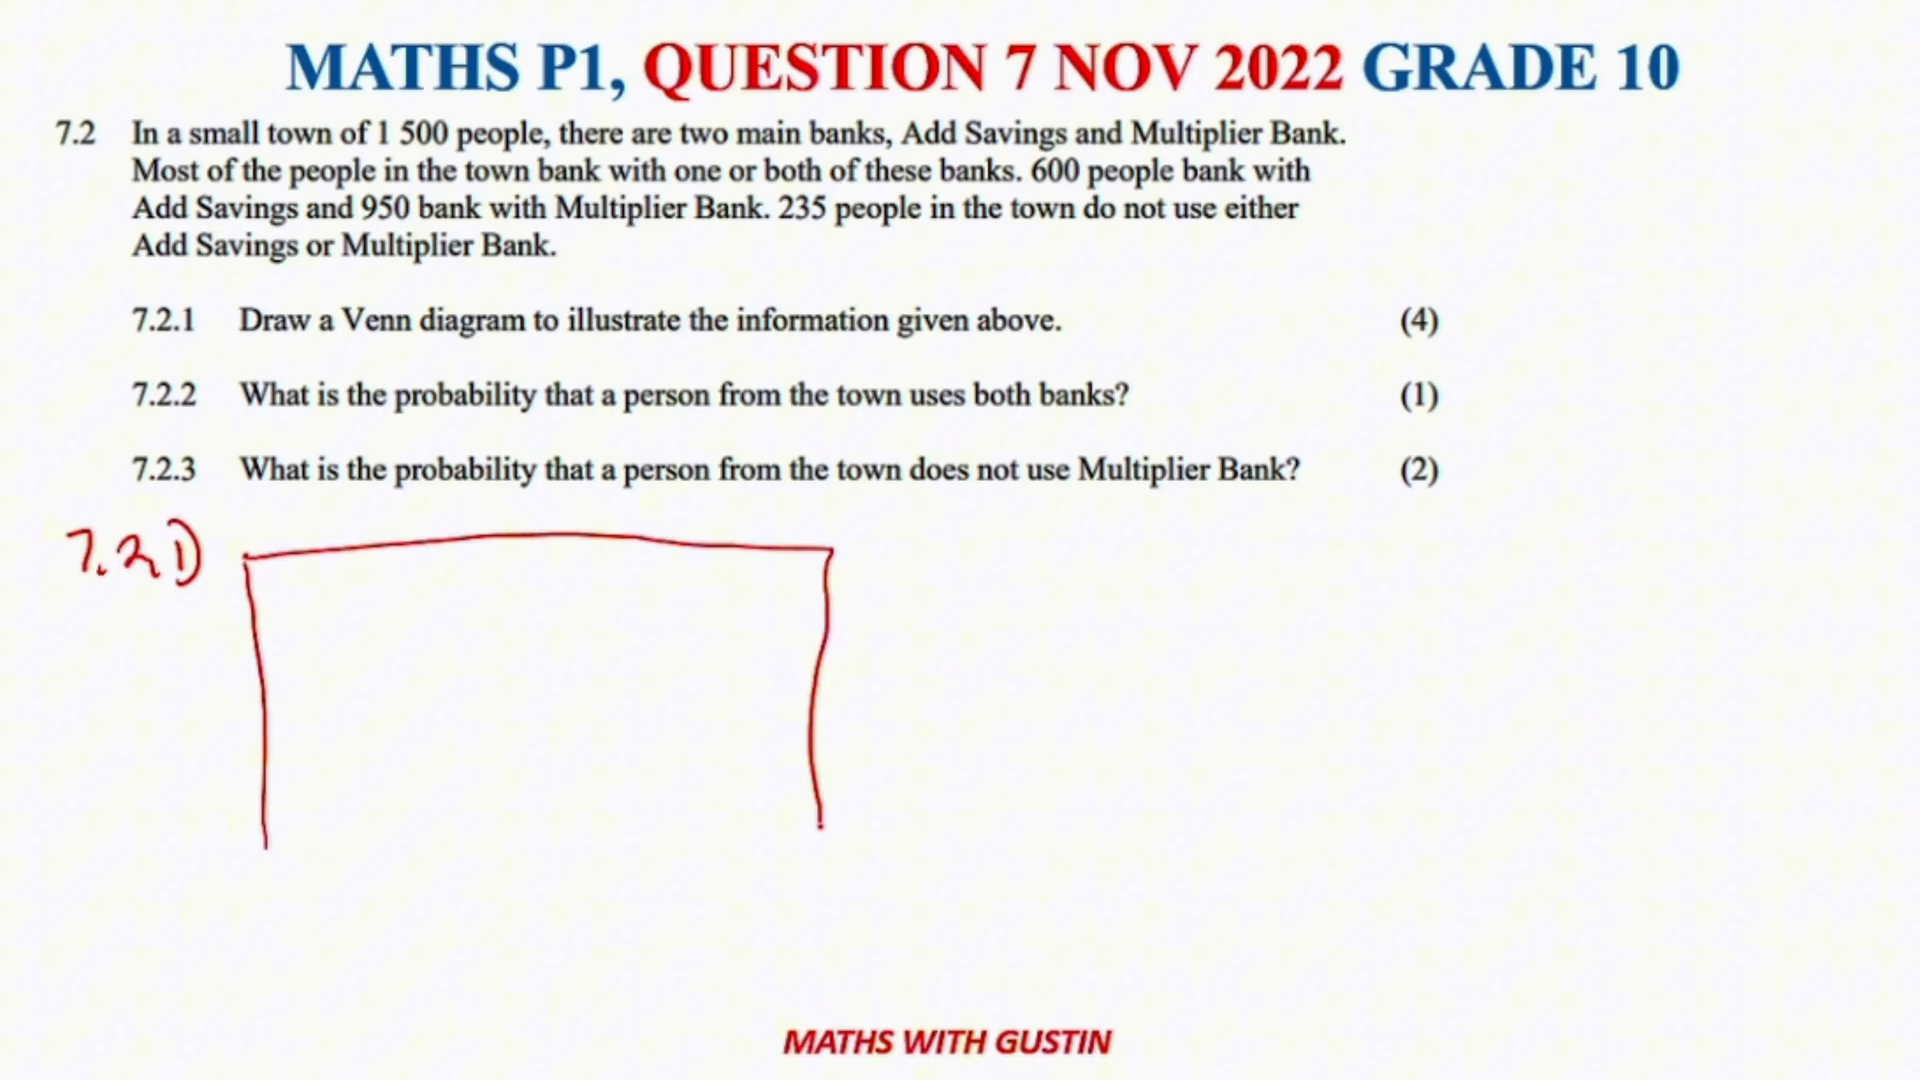 MATHS P1, QUESTION 7 NOV 2022 GRADE 10
7.2 In a small town of 1 500 people, there are two main banks, Add Savings and Multiplier Bank.
Most of the people in the town bank with one or both of these banks. 600 people bank with
Add Savings and 950 bank with Multiplier Bank. 235 people in the town do not use either
Add Savings or Multiplier Bank.
7.2.1 Draw a Venn diagram to illustrate the information given above. (4)
7.2.2 What is the probability that a person from the town uses both banks? (1)
7.2.3 What is the probability that a person from the town does not use Multiplier Bank? (2)
7.2 1)
MATHS WITH GUSTIN